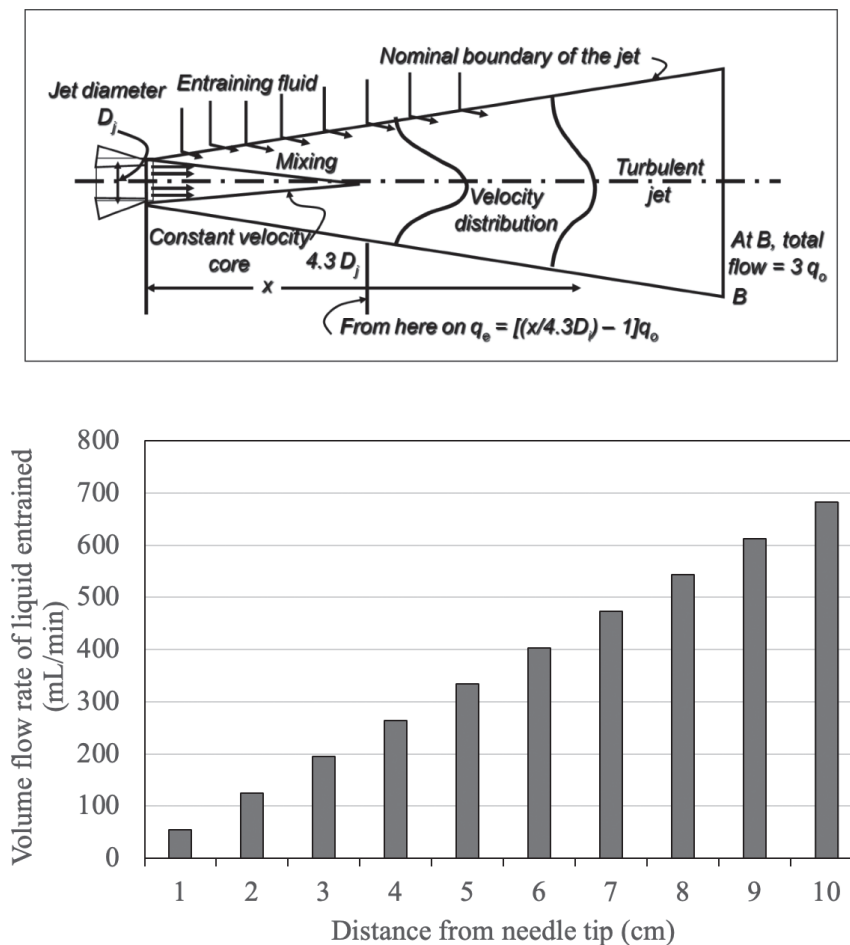 Nominal boundary of the jet
Jet diameter
D_j
Entraining fluid
Mixing
Turbulent
jet
Velocity
distribution
Constant velocity
core
4.3 D_j
At B, total
flow = 3 q_o
B
x
From here on q_e = [(x/4.3D_j) – 1]q_o
Volume flow rate of liquid entrained
(mL/min)
800
700
600
500
400
300
200
100
0
1 2 3 4 5 6 7 8 9 10
Distance from needle tip (cm)